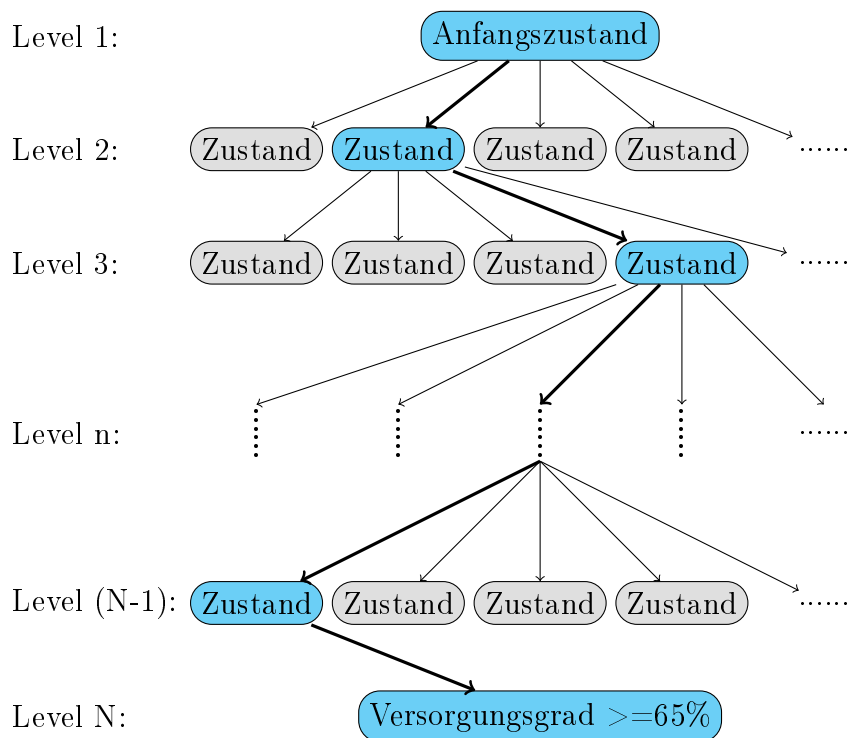 Level 1: Anfangszustand
Level 2: Zustand Zustand Zustand Zustand ......
Level 3: Zustand Zustand Zustand Zustand ......
Level n: ......
Level (N-1): Zustand Zustand Zustand Zustand ......
Level N: Versorgungsgrad >=65%